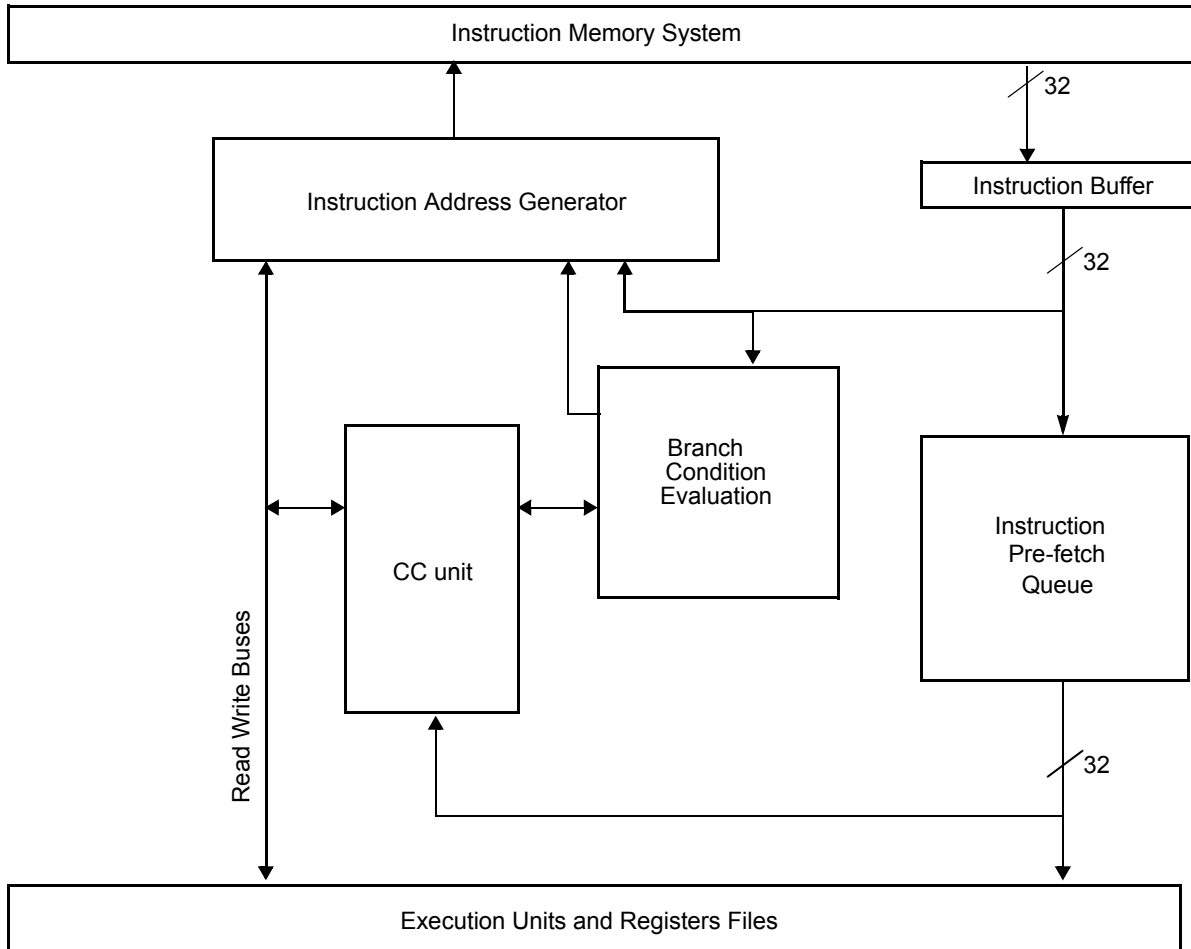 Instruction Memory System
32
Instruction Address Generator
Instruction Buffer
32
Branch
Condition
Evaluation
Instruction
Pre-fetch
Queue
CC unit
Read Write Buses
32
Execution Units and Registers Files